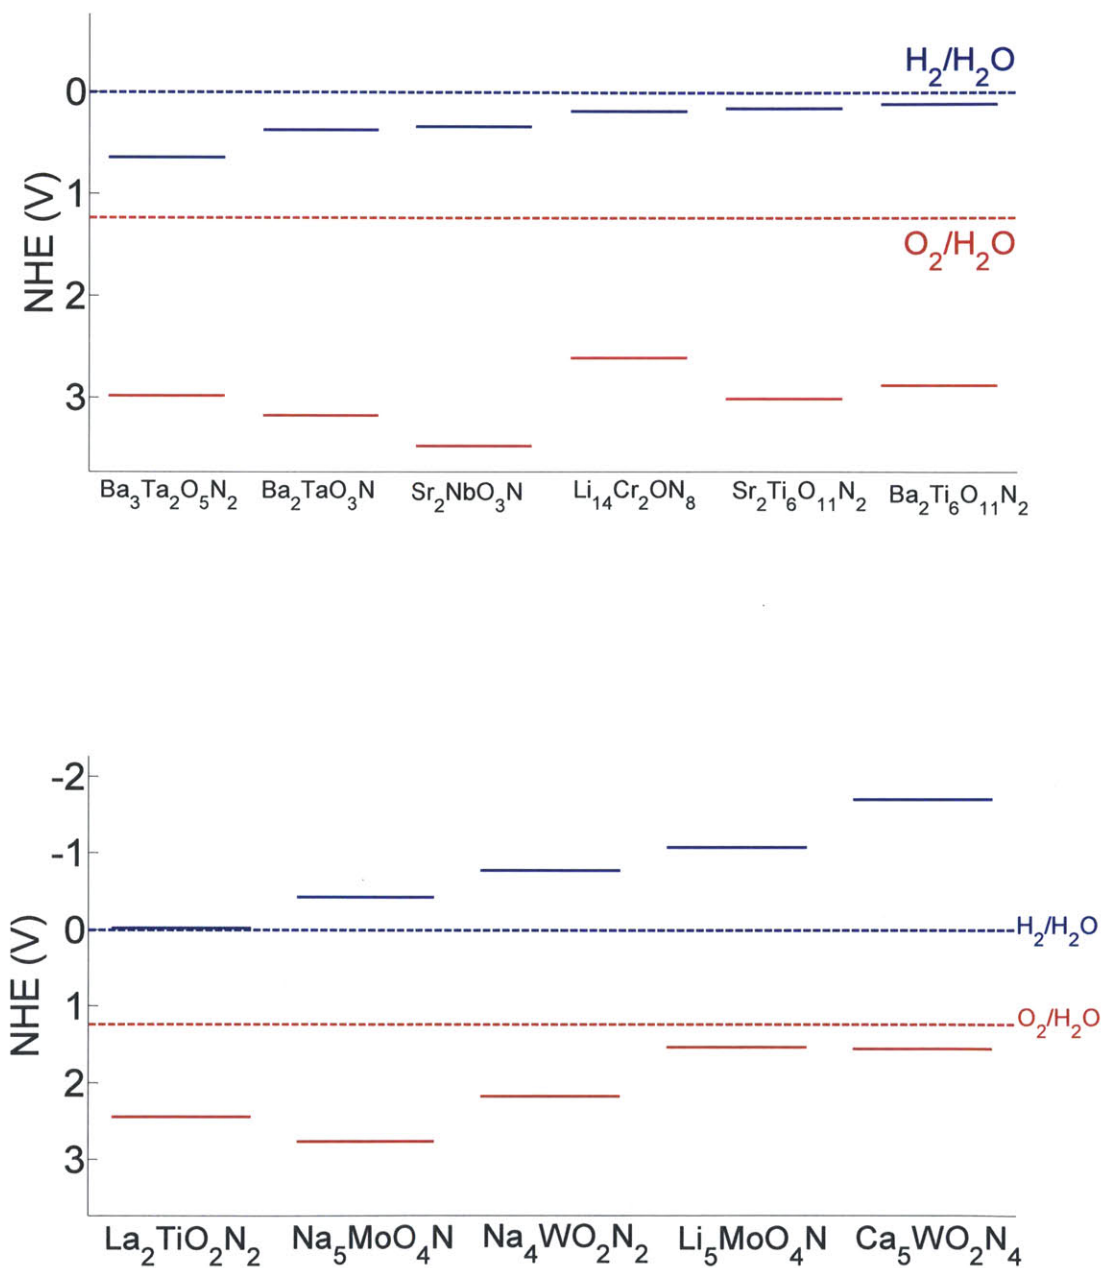 H₂/H₂O
0
1
O₂/H₂O
2
3
NHE (V)
Ba₃Ta₂O₅N₂ Ba₂TaO₃N Sr₂NbO₃N Li₁₄Cr₂ON₈ Sr₂Ti₆O₁₁N₂ Ba₂Ti₆O₁₁N₂
-2
-1
0
H₂/H₂O
1
O₂/H₂O
2
3
NHE (V)
La₂TiO₂N₂ Na₅MoO₄N Na₄WO₂N₂ Li₅MoO₄N Ca₅WO₂N₄